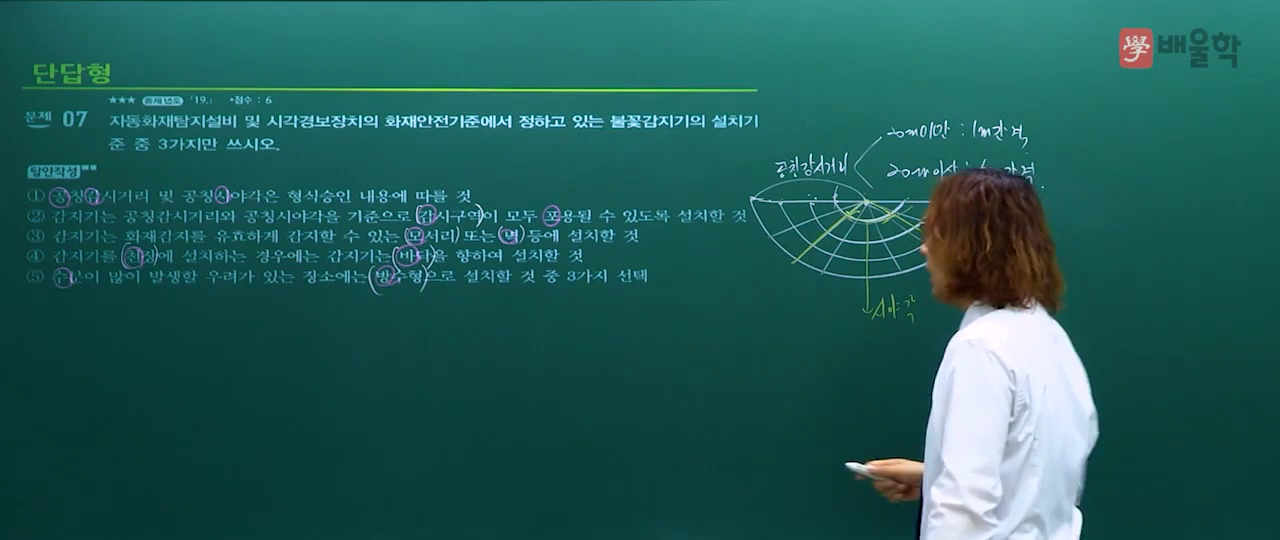 學 배울학
단답형
★★★ 출제년도 「19.」 •점수 : 6
문제 07 자동화재탐지설비 및 시각경보장치의 화재안전기준에서 정하고 있는 불꽃감지기의 설치기
준 중 3가지만 쓰시오.
답안작성
① 공칭감시거리 및 공칭시야각은 형식승인 내용에 따를 것
② 감지기는 공칭감시거리와 공칭시야각을 기준으로 감시구역이 모두 포용될 수 있도록 설치할 것
③ 감지기는 화재감지를 유효하게 감지할 수 있는 모서리 또는 벽 등에 설치할 것
④ 감지기를 천장에 설치하는 경우에는 감지기는 바닥을 향하여 설치할 것
⑤ 수분이 많이 발생할 우려가 있는 장소에는 방수형으로 설치할 것 중 3가지 선택
20m미만 : 1m간격
공칭감시거리
20m이상 : 간격
시야각